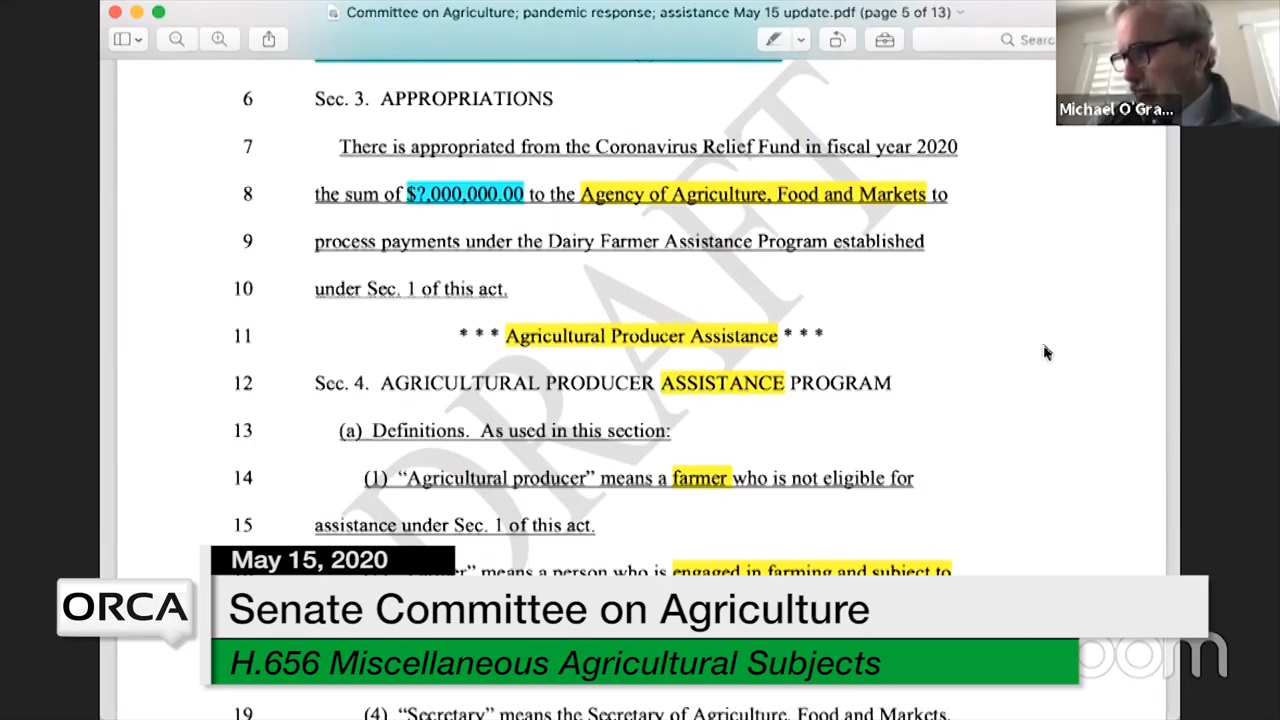 Committee on Agriculture; pandemic response; assistance May 15 update.pdf (page 5 of 13)
Searc
Michael O'Gra...
6 Sec. 3. APPROPRIATIONS
7 There is appropriated from the Coronavirus Relief Fund in fiscal year 2020
8 the sum of $?,000,000.00 to the Agency of Agriculture, Food and Markets to
9 process payments under the Dairy Farmer Assistance Program established
10 under Sec. 1 of this act.
11 * * * Agricultural Producer Assistance * * *
12 Sec. 4. AGRICULTURAL PRODUCER ASSISTANCE PROGRAM
13 (a) Definitions. As used in this section:
14 (1) “Agricultural producer” means a farmer who is not eligible for
15 assistance under Sec. 1 of this act.
means a person who is engaged in farming and subject to
DRAFT
May 15, 2020
ORCA
Senate Committee on Agriculture
H.656 Miscellaneous Agricultural Subjects
oom
19 (4) “Secretary” means the Secretary of Agriculture, Food and Markets.